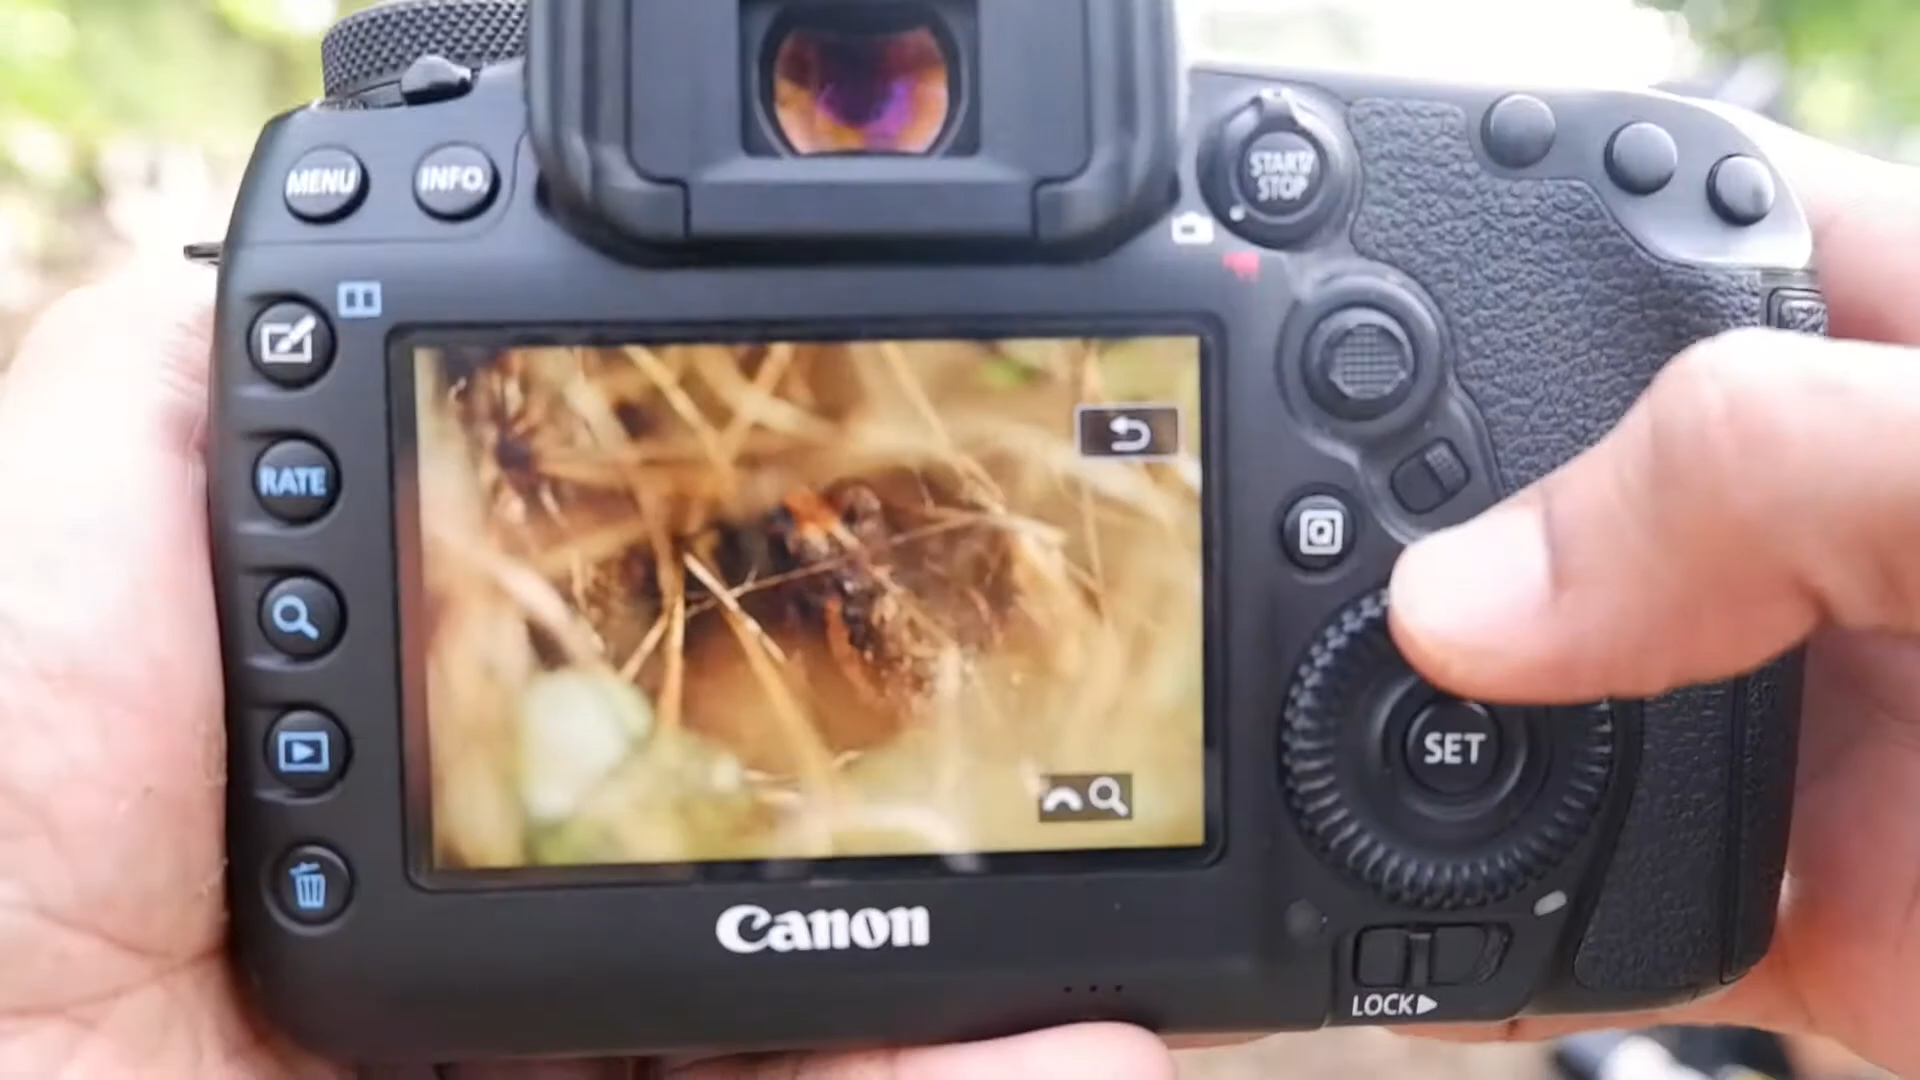 MENU
INFO.
START/
STOP
RATE
Q
SET
Canon
LOCK▶